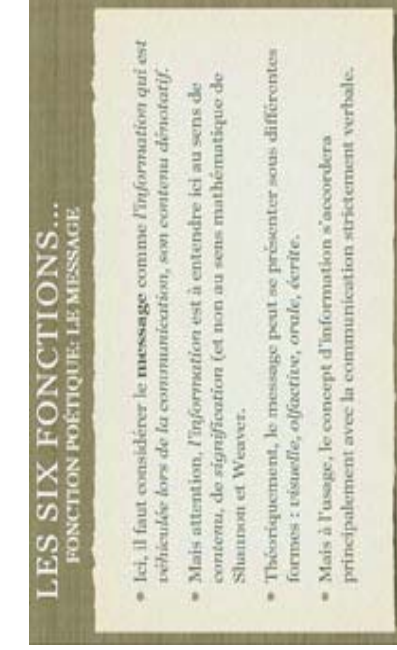 LES SIX FONCTIONS...
FONCTION POÉTIQUE: LE MESSAGE
• Ici, il faut considérer le message comme l'information qui est
véhiculée lors de la communication, son contenu dénotatif.
• Mais attention, l'information est à entendre ici au sens de
contenu, de signification (et non au sens mathématique de
Shannon et Weaver.
• Théoriquement, le message peut se présenter sous différentes
formes : visuelle, olfactive, orale, écrite.
• Mais à l'usage, le concept d'information s'accordera
principalement avec la communication strictement verbale.